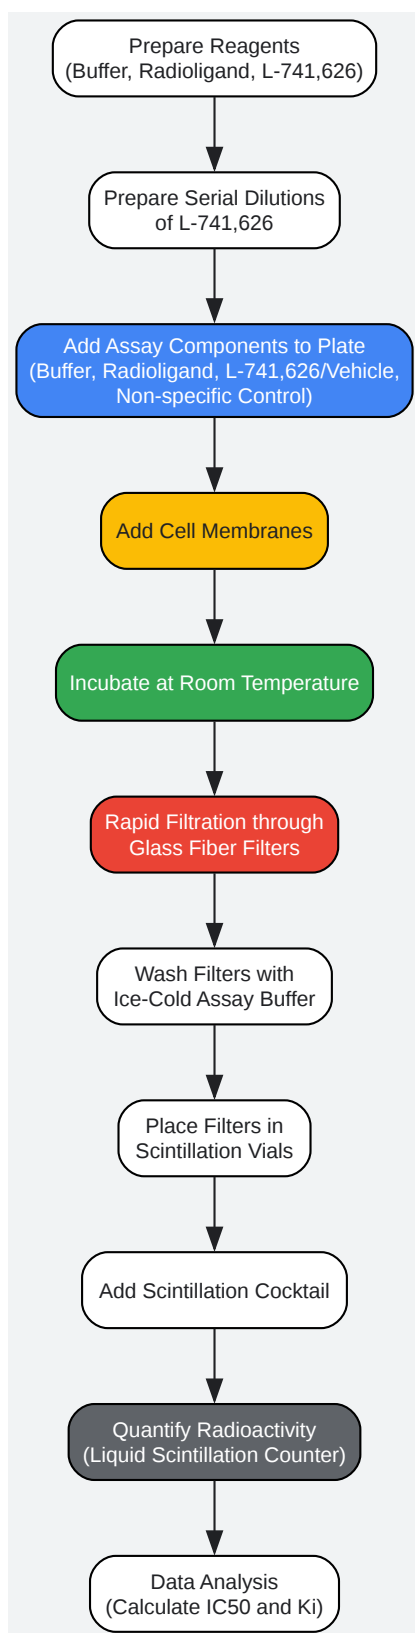 Prepare Reagents
(Buffer, Radioligand, L-741,626)
Prepare Serial Dilutions
of L-741,626
Add Assay Components to Plate
(Buffer, Radioligand, L-741,626/Vehicle,
Non-specific Control)
Add Cell Membranes
Incubate at Room Temperature
Rapid Filtration through
Glass Fiber Filters
Wash Filters with
Ice-Cold Assay Buffer
Place Filters in
Scintillation Vials
Add Scintillation Cocktail
Quantify Radioactivity
(Liquid Scintillation Counter)
Data Analysis
(Calculate IC50 and Ki)